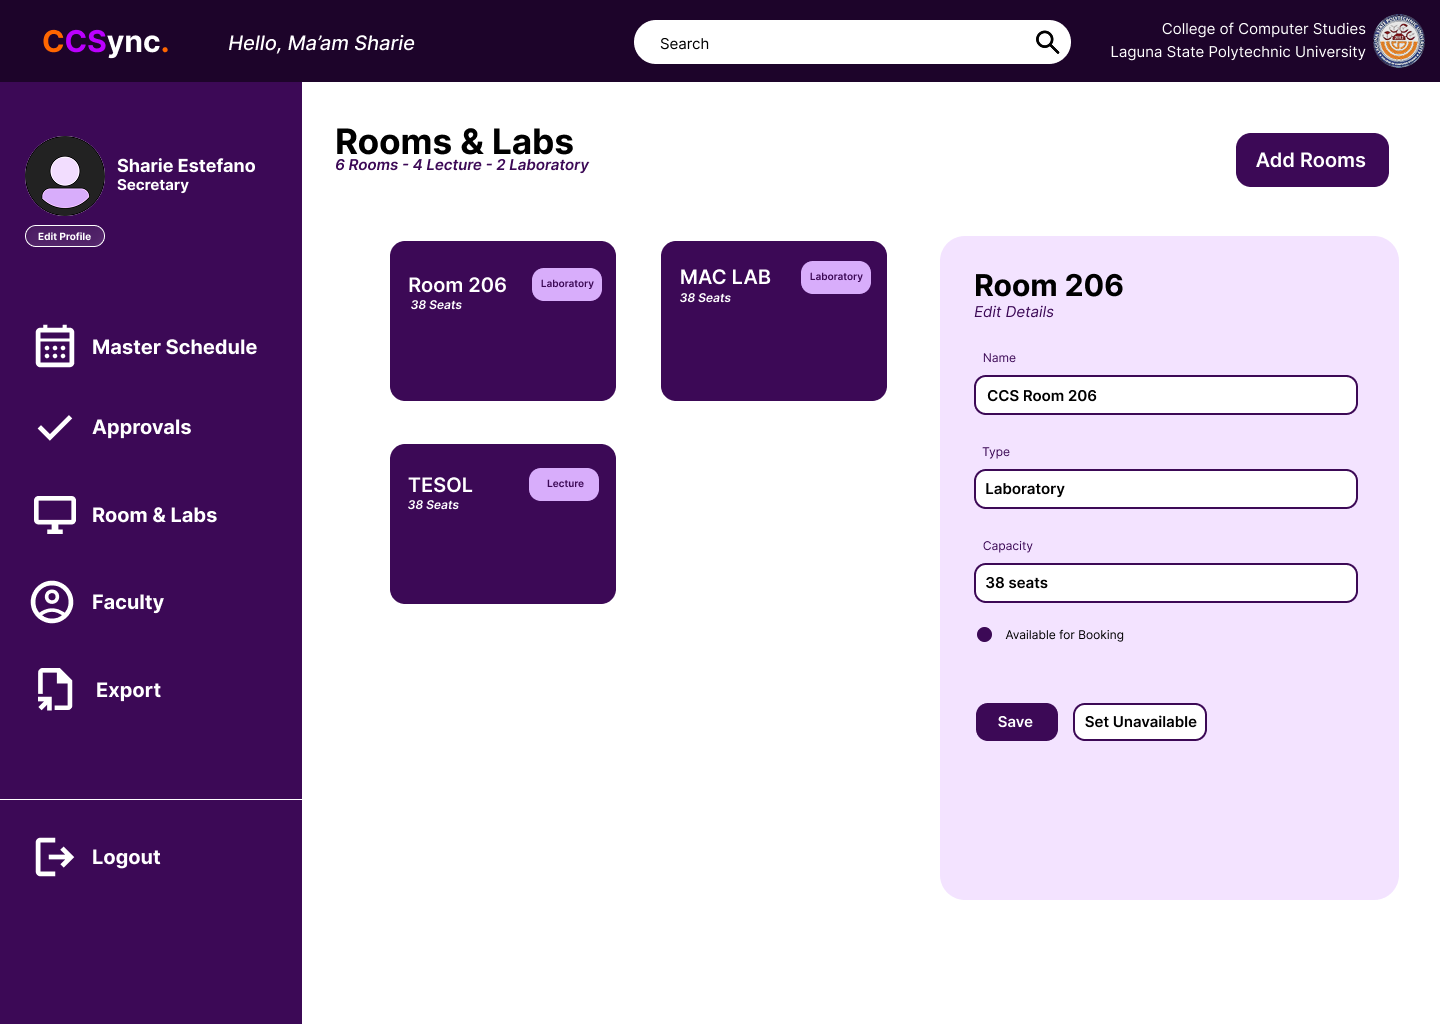 CCSync.
Hello, Ma’am Sharie
Search
College of Computer Studies
Laguna State Polytechnic University
Sharie Estefano
Secretary
Edit Profile
Master Schedule
Approvals
Room & Labs
Faculty
Export
Logout
Rooms & Labs
6 Rooms - 4 Lecture - 2 Laboratory
Add Rooms
Room 206
Laboratory
38 Seats
MAC LAB
Laboratory
38 Seats
TESOL
Lecture
38 Seats
Room 206
Edit Details
Name
CCS Room 206
Type
Laboratory
Capacity
38 seats
Available for Booking
Save
Set Unavailable